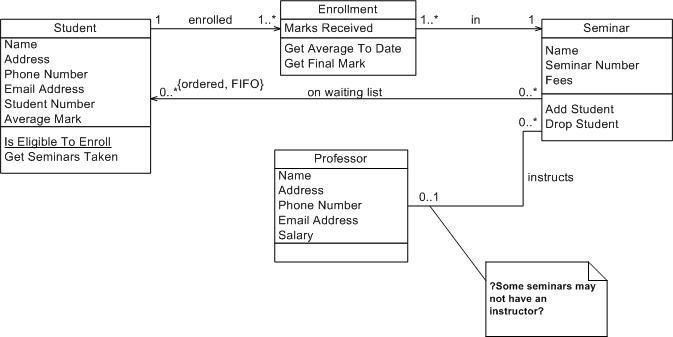 Student
Name
Address
Phone Number
Email Address
Student Number
Average Mark
Is Eligible To Enroll
Get Seminars Taken
1 enrolled 1..*
Enrollment
Marks Received
Get Average To Date
Get Final Mark
1..* in 1
Seminar
Name
Seminar Number
Fees
Add Student
Drop Student
{ordered, FIFO)
0..* on waiting list 0..*
0..*
instructs
0..1
Professor
Name
Address
Phone Number
Email Address
Salary
?Some seminars may
not have an
instructor?